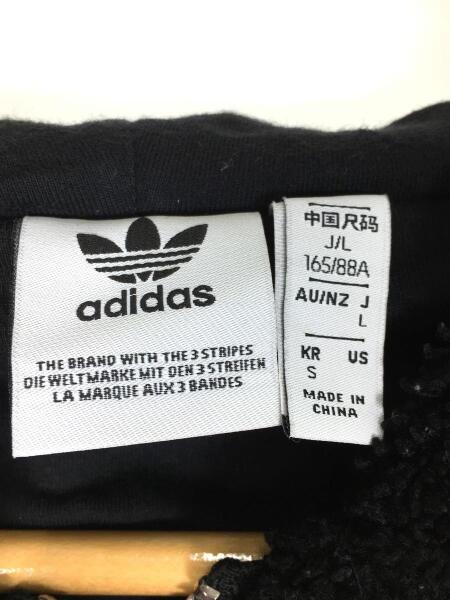 adidas
THE BRAND WITH THE 3 STRIPES
DIE WELTMARKE MIT DEN 3 STREIFEN
LA MARQUE AUX 3 BANDES
中国尺码
J/L
165/88A
AU/NZ J
L
KR US
S
MADE IN
CHINA